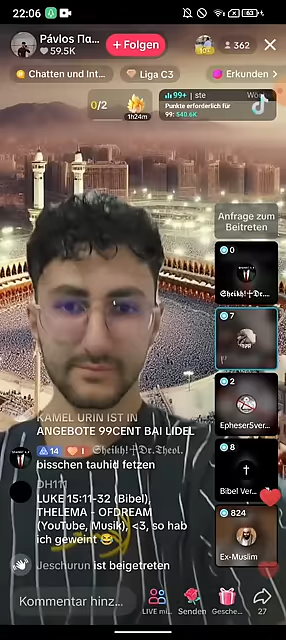 22:06
Pávlos Πα...
59.5K
+ Folgen
362
Chatten und Int...
Liga C3
Erkunden
0/2
1h24m
99+ | ste
Punkte erforderlich für
99: 540.6K
Anfrage zum
Beitreten
0
𝔖𝔥𝔢𝔦𝔨𝔥!┼𝔇𝔯...
7
2
EpheserSver...
8
Bibel Ver...
824
Ex-Muslim
KAMEL URIN IST IN
ANGEBOTE 99CENT BAI LIDEL
14 1 𝔖𝔥𝔢𝔦𝔨𝔥!┼𝔇𝔯.𝔗𝔥𝔢𝔬𝔩.
bisschen tauhid fetzen
DH111
LUKE 15:11-32 (Bibel),
THELEMA - OFDREAM
(YouTube, Musik), <3, so hab
ich geweint 😂
Jeschurun ist beigetreten
Kommentar hinz...
LIVE mi...
Senden
Gesche...
27